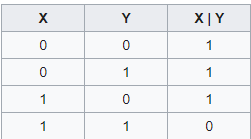 X Y X | Y
0 0 1
0 1 1
1 0 1
1 1 0